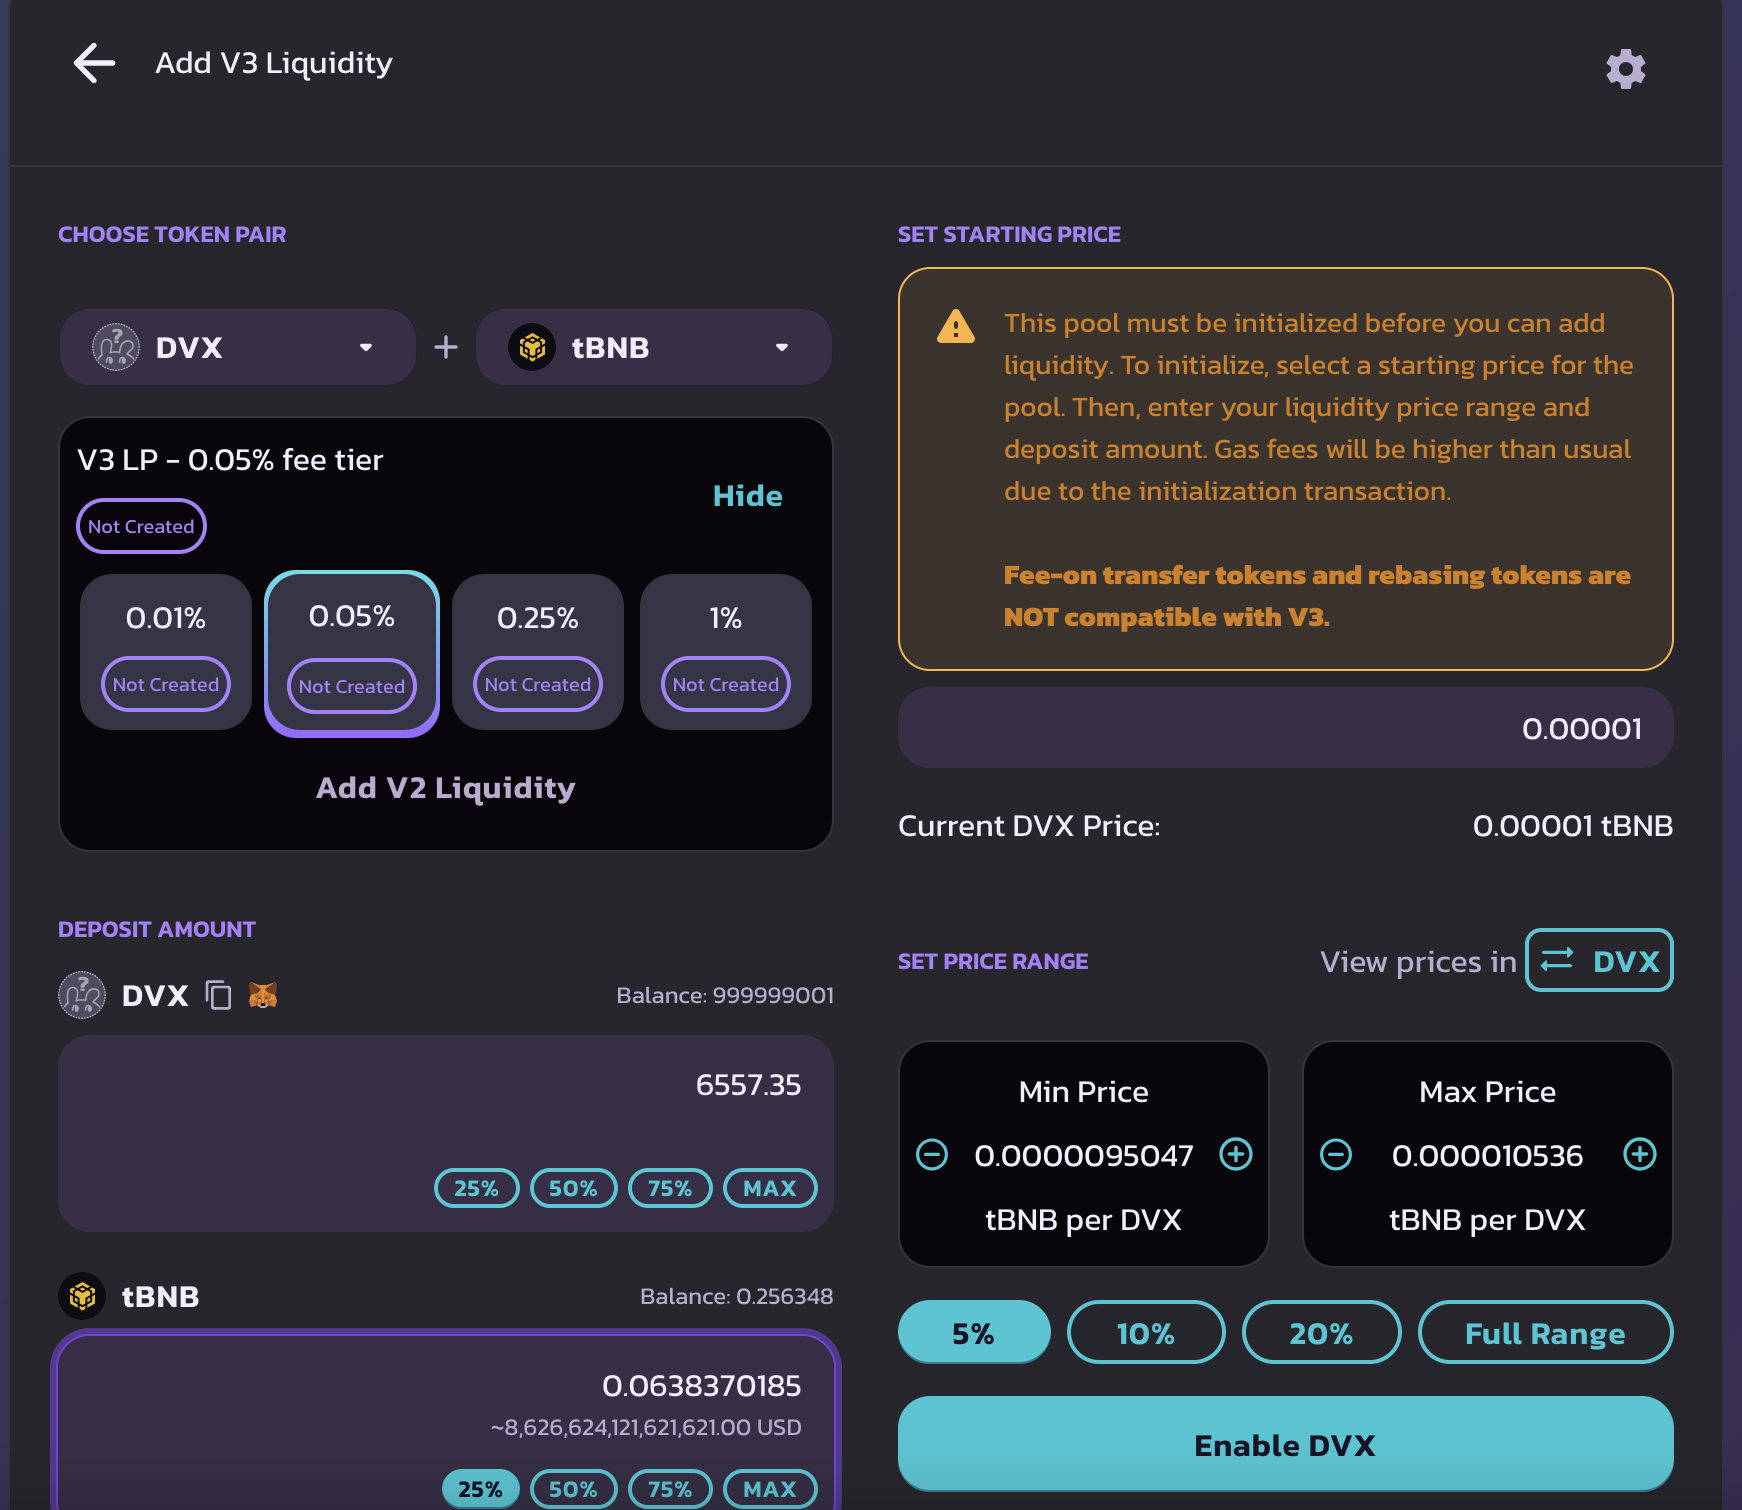 Add V3 Liquidity
CHOOSE TOKEN PAIR
DVX
+
tBNB
V3 LP - 0.05% fee tier
Not Created
Hide
0.01%
Not Created
0.05%
Not Created
0.25%
Not Created
1%
Not Created
Add V2 Liquidity
DEPOSIT AMOUNT
DVX
Balance: 999999001
6557.35
25%
50%
75%
MAX
tBNB
Balance: 0.256348
0.0638370185
~8,626,624,121,621,621.00 USD
25%
50%
75%
MAX
SET STARTING PRICE
This pool must be initialized before you can add
liquidity. To initialize, select a starting price for the
pool. Then, enter your liquidity price range and
deposit amount. Gas fees will be higher than usual
due to the initialization transaction.
Fee-on transfer tokens and rebasing tokens are
NOT compatible with V3.
0.00001
Current DVX Price:
0.00001 tBNB
SET PRICE RANGE
View prices in
DVX
Min Price
0.0000095047
tBNB per DVX
Max Price
0.000010536
tBNB per DVX
5%
10%
20%
Full Range
Enable DVX